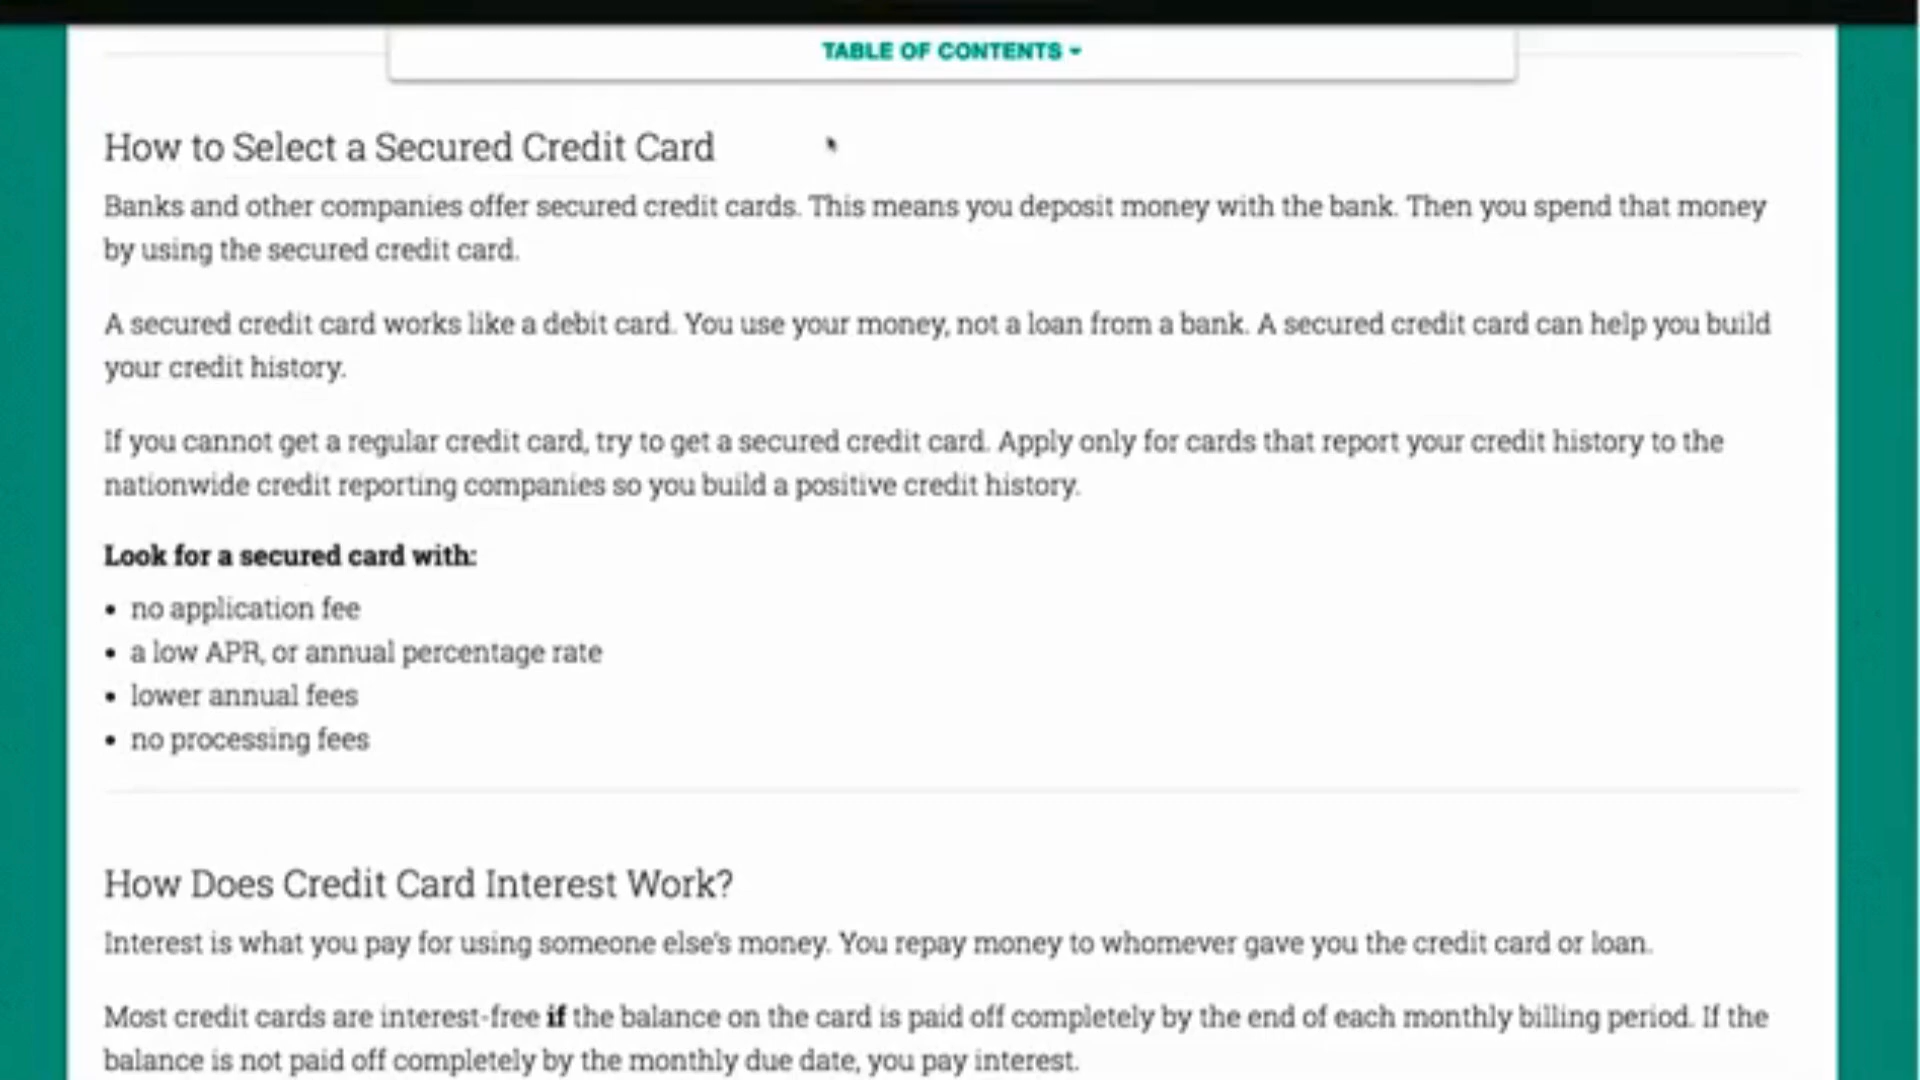 TABLE OF CONTENTS
How to Select a Secured Credit Card
Banks and other companies offer secured credit cards. This means you deposit money with the bank. Then you spend that money
by using the secured credit card.
A secured credit card works like a debit card. You use your money, not a loan from a bank. A secured credit card can help you build
your credit history.
If you cannot get a regular credit card, try to get a secured credit card. Apply only for cards that report your credit history to the
nationwide credit reporting companies so you build a positive credit history.
Look for a secured card with:
• no application fee
• a low APR, or annual percentage rate
• lower annual fees
• no processing fees
How Does Credit Card Interest Work?
Interest is what you pay for using someone else's money. You repay money to whomever gave you the credit card or loan.
Most credit cards are interest-free if the balance on the card is paid off completely by the end of each monthly billing period. If the
balance is not paid off completely by the monthly due date, you pay interest.